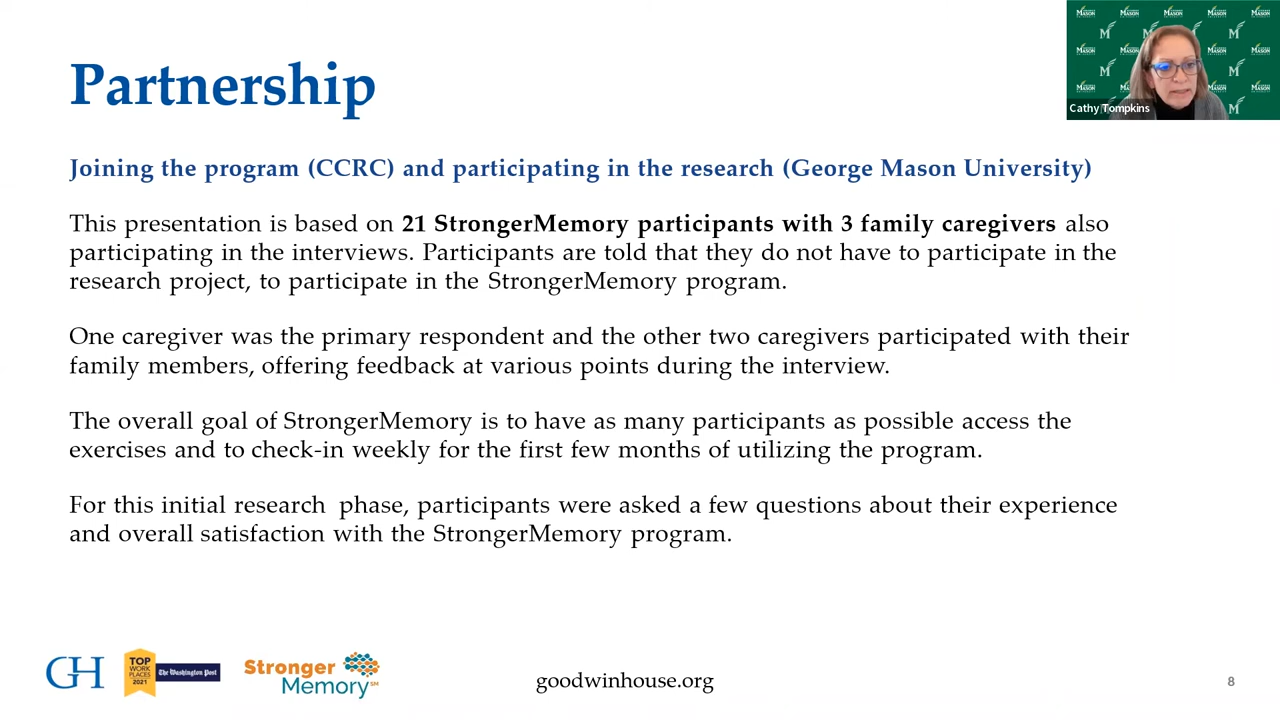 Partnership
Cathy Tompkins
Joining the program (CCRC) and participating in the research (George Mason University)
This presentation is based on 21 StrongerMemory participants with 3 family caregivers also
participating in the interviews. Participants are told that they do not have to participate in the
research project, to participate in the StrongerMemory program.
One caregiver was the primary respondent and the other two caregivers participated with their
family members, offering feedback at various points during the interview.
The overall goal of StrongerMemory is to have as many participants as possible access the
exercises and to check-in weekly for the first few months of utilizing the program.
For this initial research phase, participants were asked a few questions about their experience
and overall satisfaction with the StrongerMemory program.
GH
TOP
WORK
PLACES
2021
The Washington Post
Stronger
Memory
SM
goodwinhouse.org
8